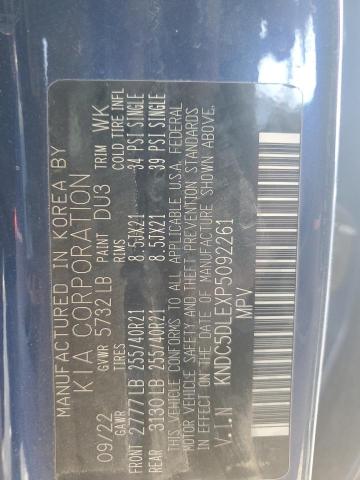 MANUFACTURED IN KOREA BY
KIA CORPORATION
09/22 GVWR 5732 LB PAINT DU3 TRIM WK
GAWR TIRES RIMS COLD TIRE INFL
FRONT 2777 LB 255/40R21 8.5JX21 34 PSI SINGLE
REAR 3130 LB 255/40R21 8.5JX21 39 PSI SINGLE
THIS VEHICLE CONFORMS TO ALL APPLICABLE U.S.A. FEDERAL
MOTOR VEHICLE SAFETY AND THEFT PREVENTION STANDARDS
IN EFFECT ON THE DATE OF MANUFACTURE SHOWN ABOVE.
V.I.N KNDC5DLEXP5092261
MPV